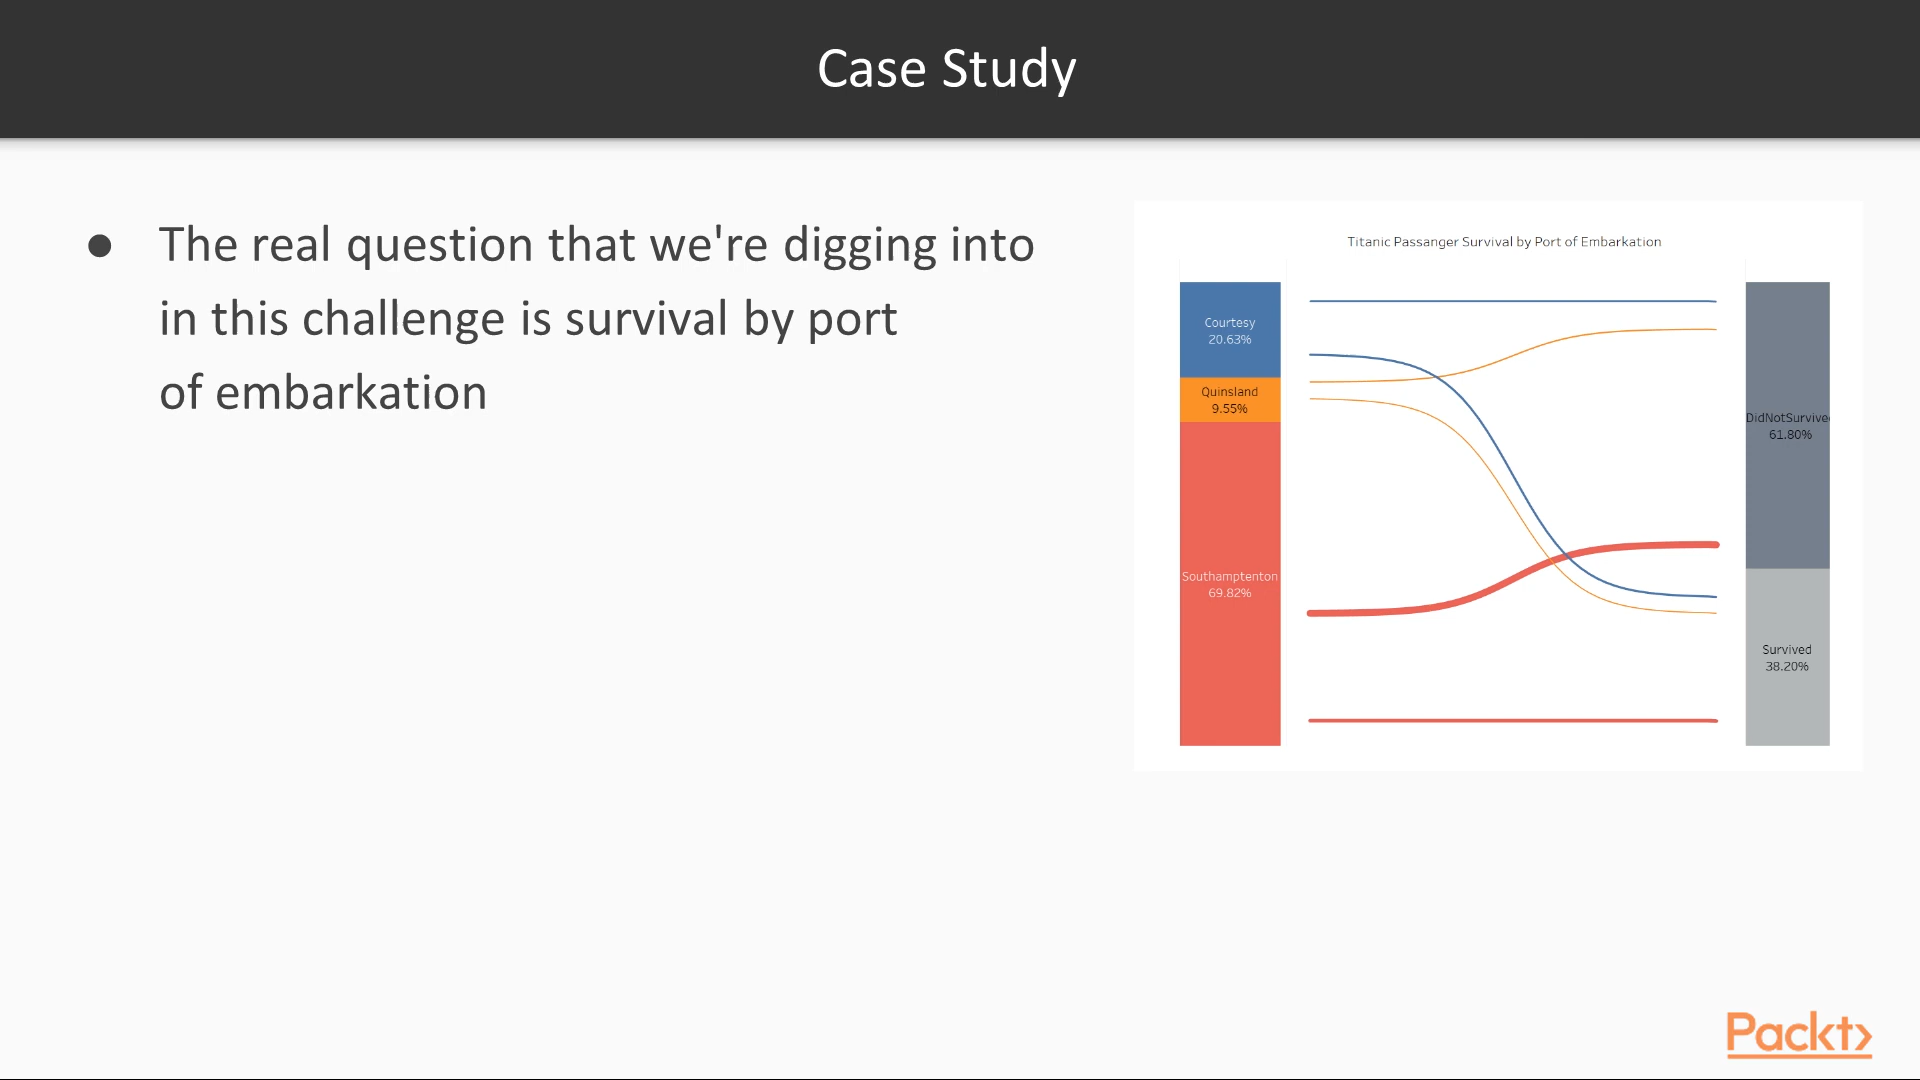 Case Study
● The real question that we're digging into
in this challenge is survival by port
of embarkation
Titanic Passanger Survival by Port of Embarkation
Courtesy
20.63%
Quinsland
9.55%
Southamptenton
69.82%
DidNotSurvive
61.80%
Survived
38.20%
Packt>